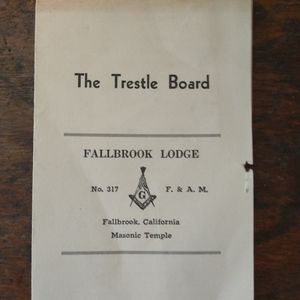 The Trestle Board
FALLBROOK LODGE
No. 317 G F. & A. M.
Fallbrook, California
Masonic Temple